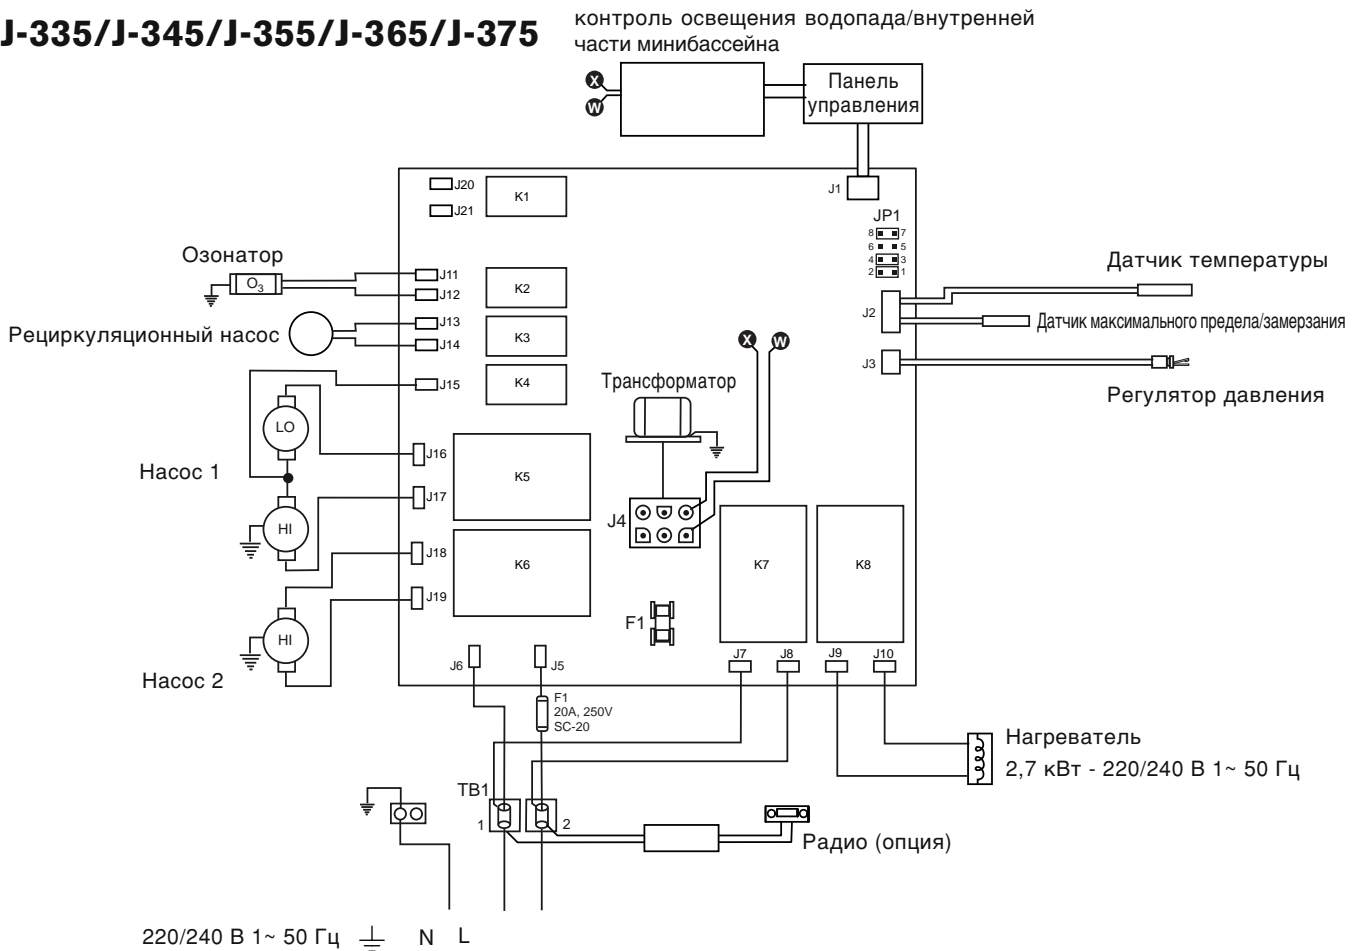 J-335/J-345/J-355/J-365/J-375
контроль освещения водопада/внутренней
части минибассейна
X
W
Панель
управления
J1
J20
J21
K1
JP1
8 7
6 5
4 3
2 1
Озонатор
O3
J11
J12
K2
Датчик температуры
J2
Датчик максимального предела/замерзания
Рециркуляционный насос
J13
J14
K3
X
W
J3
Регулятор давления
J15
K4
Трансформатор
LO
J16
Насос 1
K5
J17
HI
J4
K7
K8
J18
K6
J19
HI
F1
Насос 2
J6
J5
J7
J8
J9
J10
F1
20A, 250V
SC-20
Нагреватель
2,7 кВт - 220/240 В 1~ 50 Гц
TB1
1
2
Радио (опция)
220/240 В 1~ 50 Гц
N
L